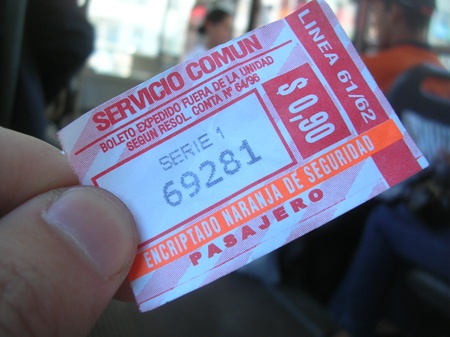 SERVICIO COMUN
BOLETO EXPEDIDO FUERA DE LA UNIDAD
SEGUN RESOL. CONTA Nº 64/96
SERIE 1
69281
$ 0,90
LINEA 61/62
ENCRIPTADO NARANJA DE SEGURIDAD
PASAJERO